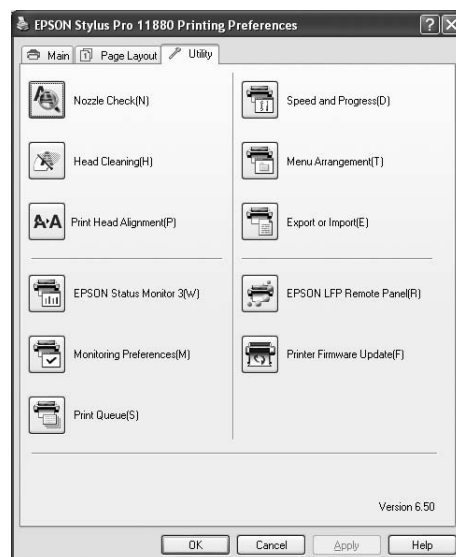 EPSON Stylus Pro 11880 Printing Preferences
Main
Page Layout
Utility
Nozzle Check(N)
Speed and Progress(D)
Head Cleaning(H)
Menu Arrangement(T)
A›A
Print Head Alignment(P)
Export or Import(E)
EPSON Status Monitor 3(W)
EPSON LFP Remote Panel(R)
Monitoring Preferences(M)
Printer Firmware Update(F)
Print Queue(S)
Version 6.50
OK
Cancel
Apply
Help